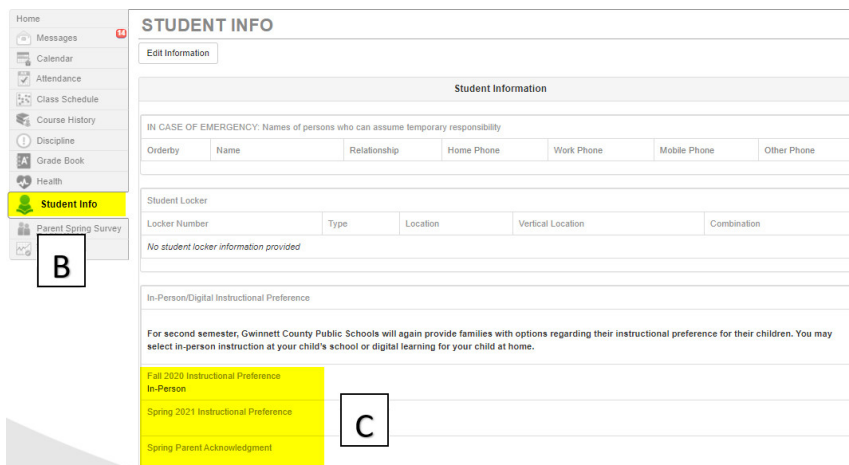 Home
Messages
14
Calendar
Attendance
Class Schedule
Course History
Discipline
Grade Book
Health
Student Info
Parent Spring Survey
B
STUDENT INFO
Edit Information
Student Information
IN CASE OF EMERGENCY: Names of persons who can assume temporary responsibility
Orderby Name Relationship Home Phone Work Phone Mobile Phone Other Phone
Student Locker
Locker Number Type Location Vertical Location Combination
No student locker information provided
In-Person/Digital Instructional Preference
For second semester, Gwinnett County Public Schools will again provide families with options regarding their instructional preference for their children. You may
select in-person instruction at your child's school or digital learning for your child at home.
Fall 2020 Instructional Preference
In-Person
Spring 2021 Instructional Preference
C
Spring Parent Acknowledgment